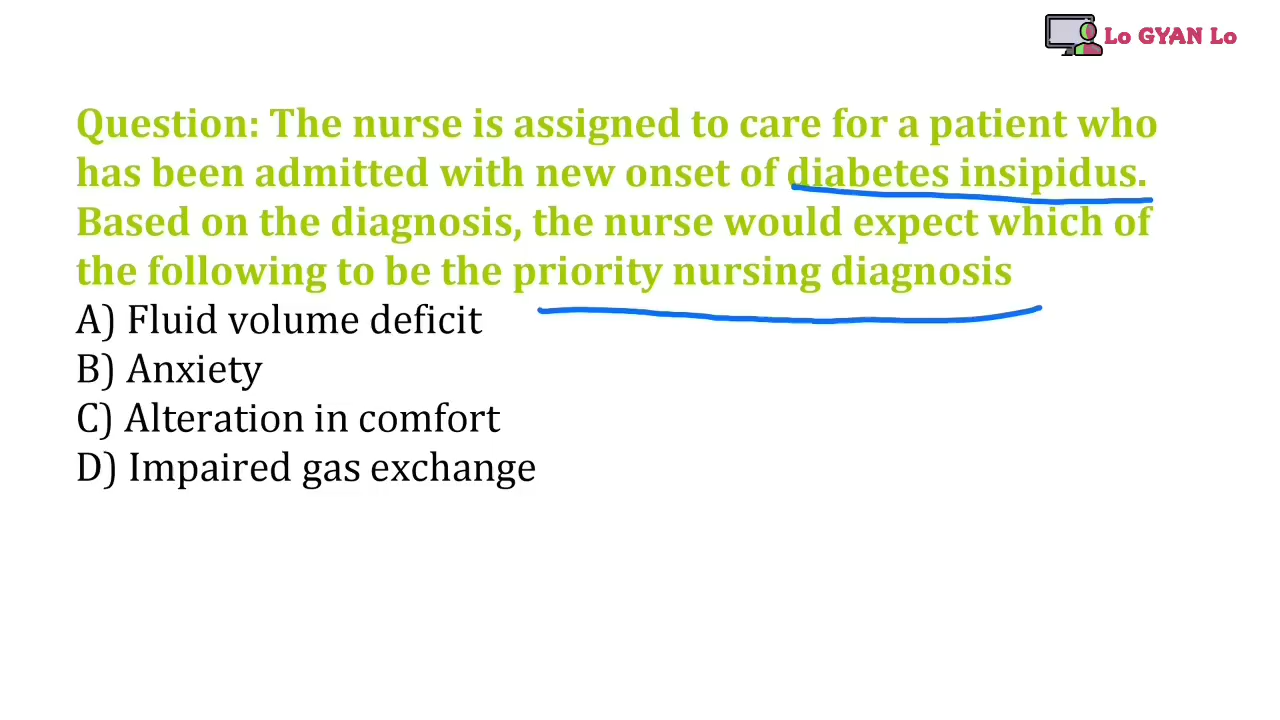 Lo GYAN Lo
Question: The nurse is assigned to care for a patient who
has been admitted with new onset of diabetes insipidus.
Based on the diagnosis, the nurse would expect which of
the following to be the priority nursing diagnosis
A) Fluid volume deficit
B) Anxiety
C) Alteration in comfort
D) Impaired gas exchange